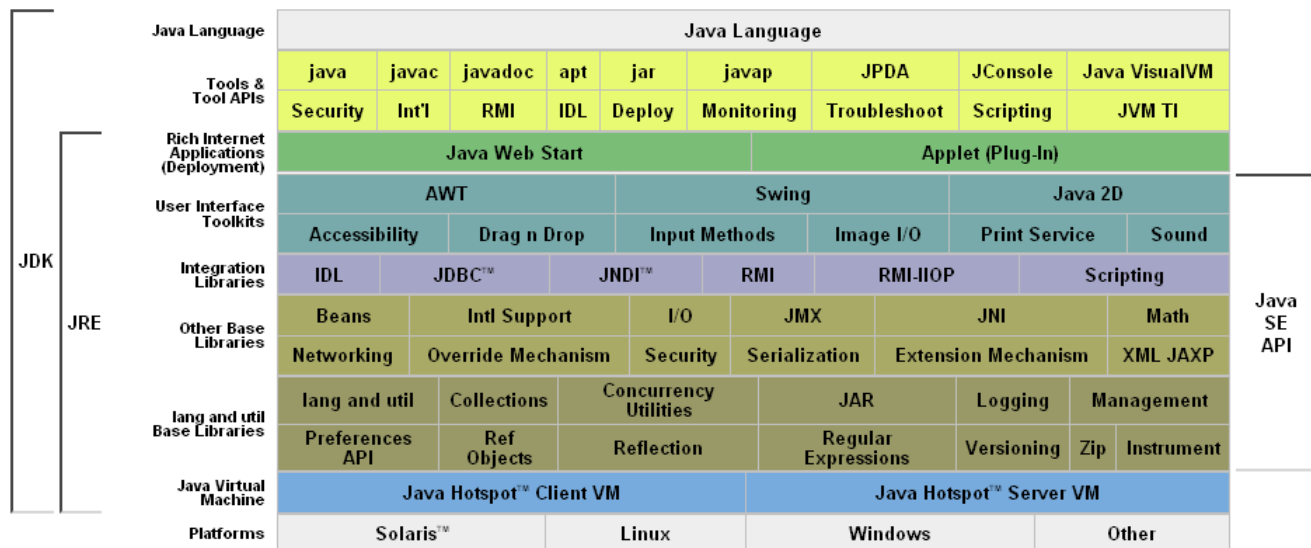 Java Language Java Language
Tools &
Tool APIs
java javac javadoc apt jar javap JPDA JConsole Java VisualVM
Security Int'l RMI IDL Deploy Monitoring Troubleshoot Scripting JVM TI
Rich Internet
Applications
(Deployment)
Java Web Start Applet (Plug-In)
User Interface
Toolkits
AWT Swing Java 2D
Accessibility Drag n Drop Input Methods Image I/O Print Service Sound
Integration
Libraries
IDL JDBC™ JNDI™ RMI RMI-IIOP Scripting
JDK
JRE
Other Base
Libraries
Beans Intl Support I/O JMX JNI Math
Networking Override Mechanism Security Serialization Extension Mechanism XML JAXP
Java
SE
API
lang and util
Base Libraries
lang and util Collections Concurrency
Utilities JAR Logging Management
Preferences
API Ref
Objects Reflection Regular
Expressions Versioning Zip Instrument
Java Virtual
Machine
Java Hotspot™ Client VM Java Hotspot™ Server VM
Platforms Solaris™ Linux Windows Other